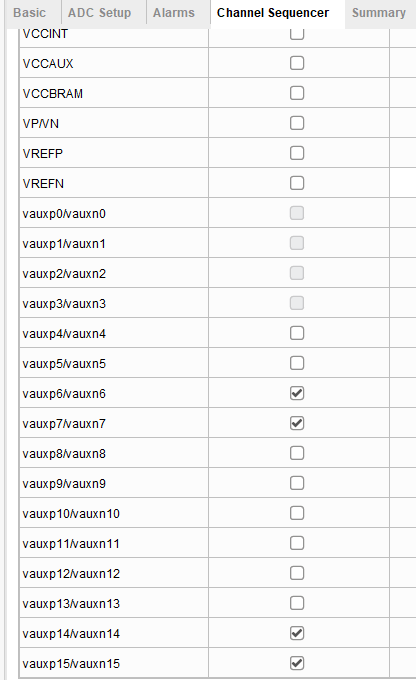 Basic ADC Setup Alarms Channel Sequencer Summary
VCCINT
VCCAUX
VCCBRAM
VP/VN
VREFP
VREFN
vauxp0/vauxn0
vauxp1/vauxn1
vauxp2/vauxn2
vauxp3/vauxn3
vauxp4/vauxn4
vauxp5/vauxn5
vauxp6/vauxn6
vauxp7/vauxn7
vauxp8/vauxn8
vauxp9/vauxn9
vauxp10/vauxn10
vauxp11/vauxn11
vauxp12/vauxn12
vauxp13/vauxn13
vauxp14/vauxn14
vauxp15/vauxn15